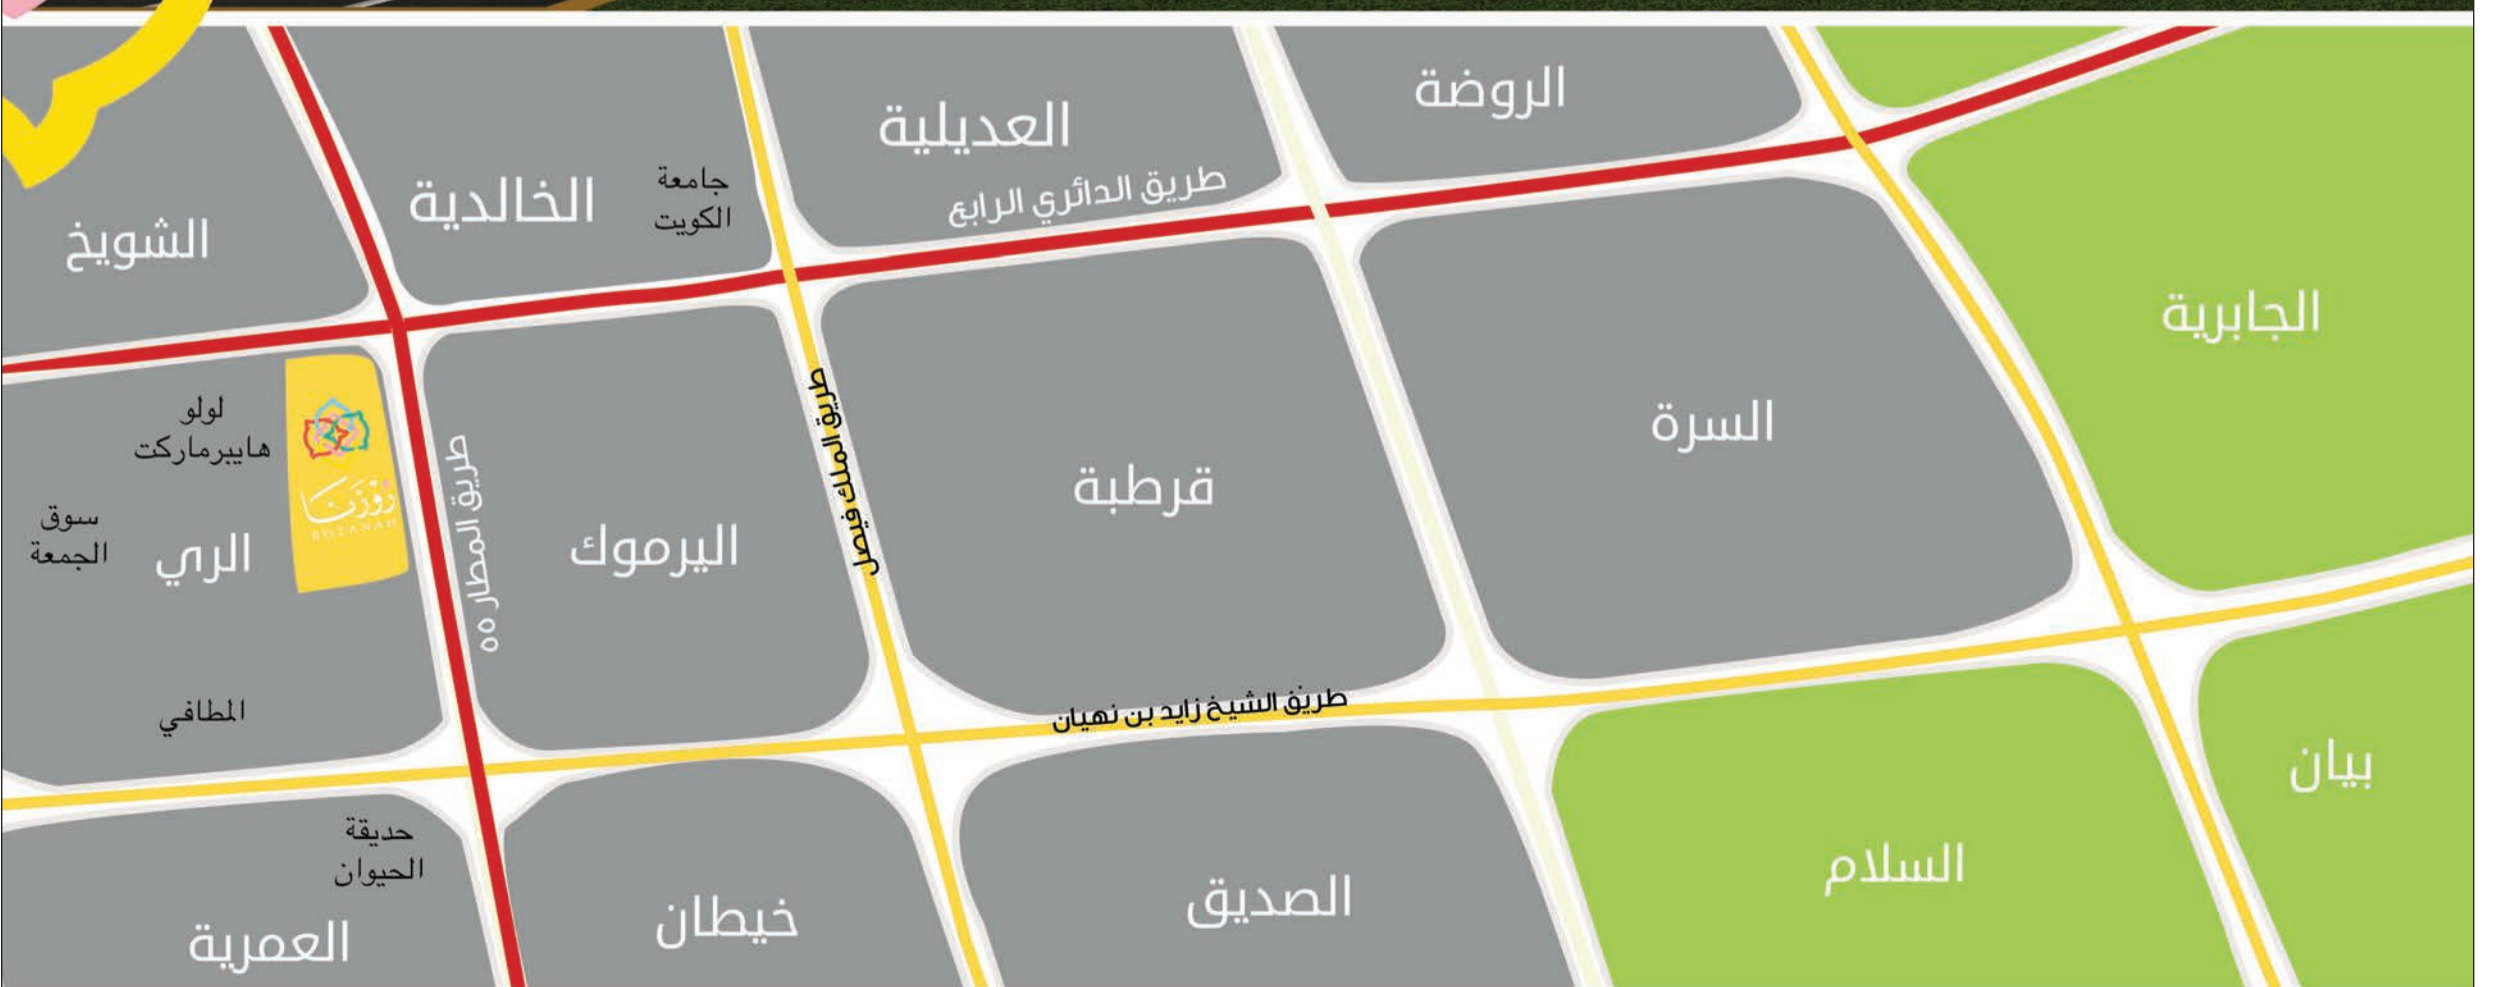 الروضة
العديلية
جامعة
الكويت
الخالدية
الشويخ
طريق الدائري الرابع
الجابرية
السرة
قرطبة
طريق الملك فيصل
اليرموك
طريق المطار ٥٥
روزنا
ROZANAH
لولو
هايبرماركت
سوق
الجمعة
الري
المطافي
طريق الشيخ زايد بن نهيان
بيان
السلام
الصديق
خيطان
حديقة
الحيوان
العمرية